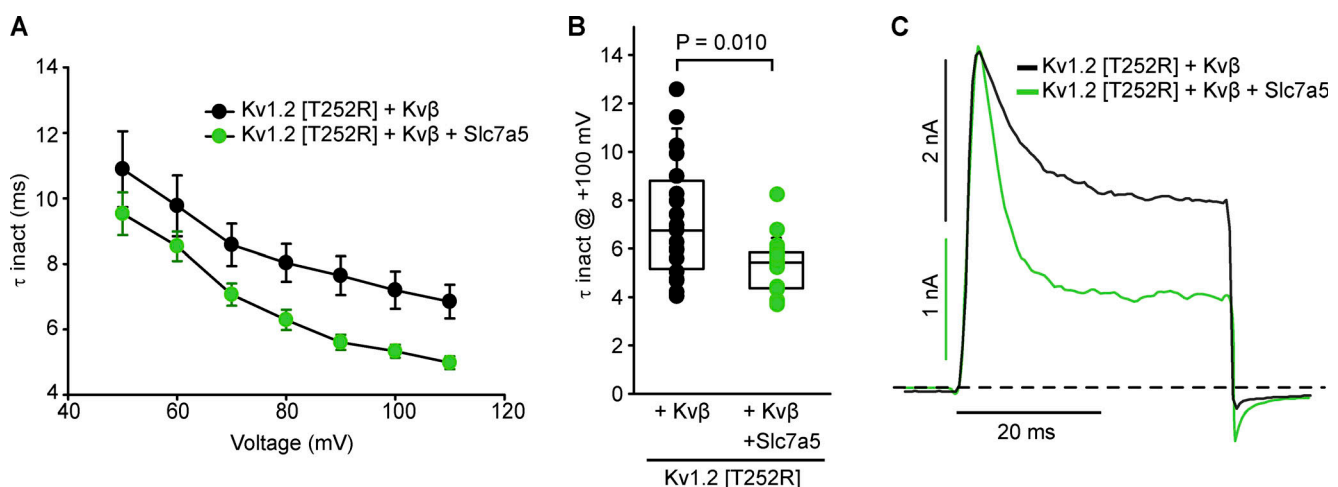 A
14
12
10
8
6
4
τ inact (ms)
Kv1.2 [T252R] + Kvβ
Kv1.2 [T252R] + Kvβ + Slc7a5
40
60
80
100
120
Voltage (mV)
B
P = 0.010
14
12
10
8
6
4
2
0
τ inact @ +100 mV
+ Kvβ
+ Kvβ
+Slc7a5
Kv1.2 [T252R]
C
Kv1.2 [T252R] + Kvβ
Kv1.2 [T252R] + Kvβ + Slc7a5
2 nA
1 nA
20 ms